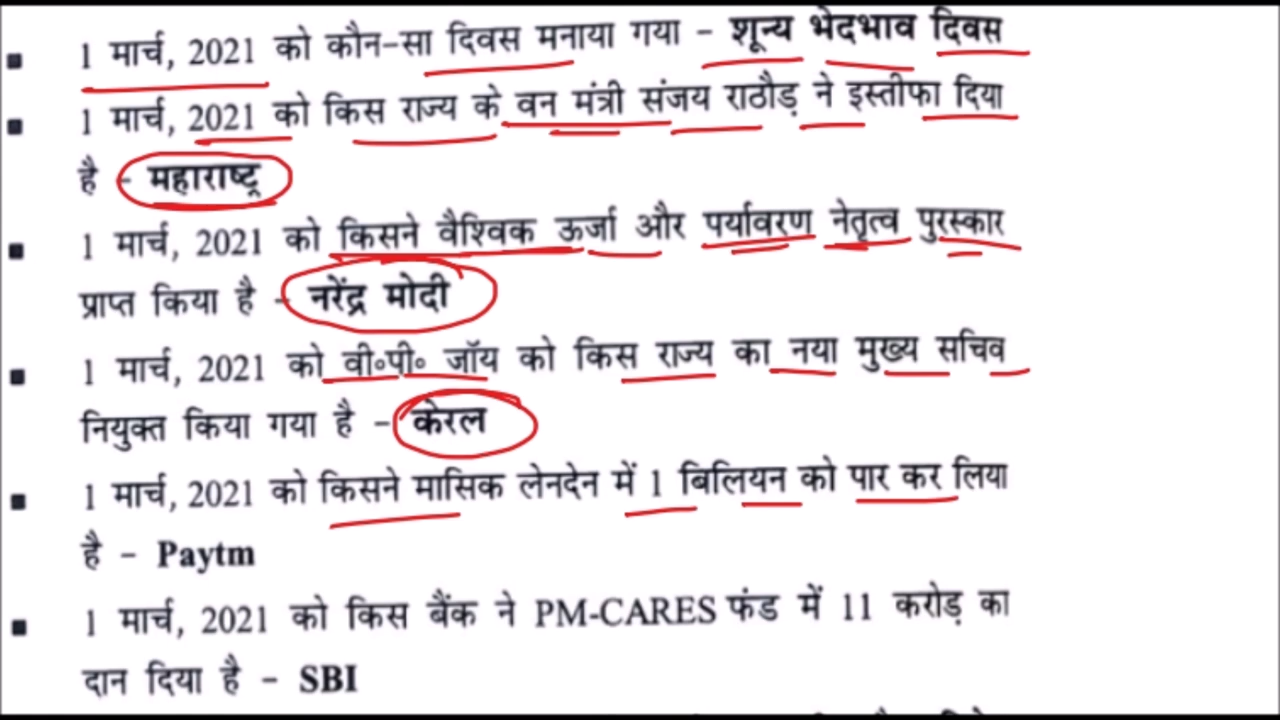 ▪ 1 मार्च, 2021 को कौन-सा दिवस मनाया गया - शून्य भेदभाव दिवस
▪ 1 मार्च, 2021 को किस राज्य के वन मंत्री संजय राठौड़ ने इस्तीफा दिया
है - महाराष्ट्र
▪ 1 मार्च, 2021 को किसने वैश्विक ऊर्जा और पर्यावरण नेतृत्व पुरस्कार
प्राप्त किया है - नरेंद्र मोदी
▪ 1 मार्च, 2021 को वी॰पी॰ जॉय को किस राज्य का नया मुख्य सचिव
नियुक्त किया गया है - केरल
▪ 1 मार्च, 2021 को किसने मासिक लेनदेन में 1 बिलियन को पार कर लिया
है - Paytm
▪ 1 मार्च, 2021 को किस बैंक ने PM-CARES फंड में 11 करोड़ का
दान दिया है - SBI